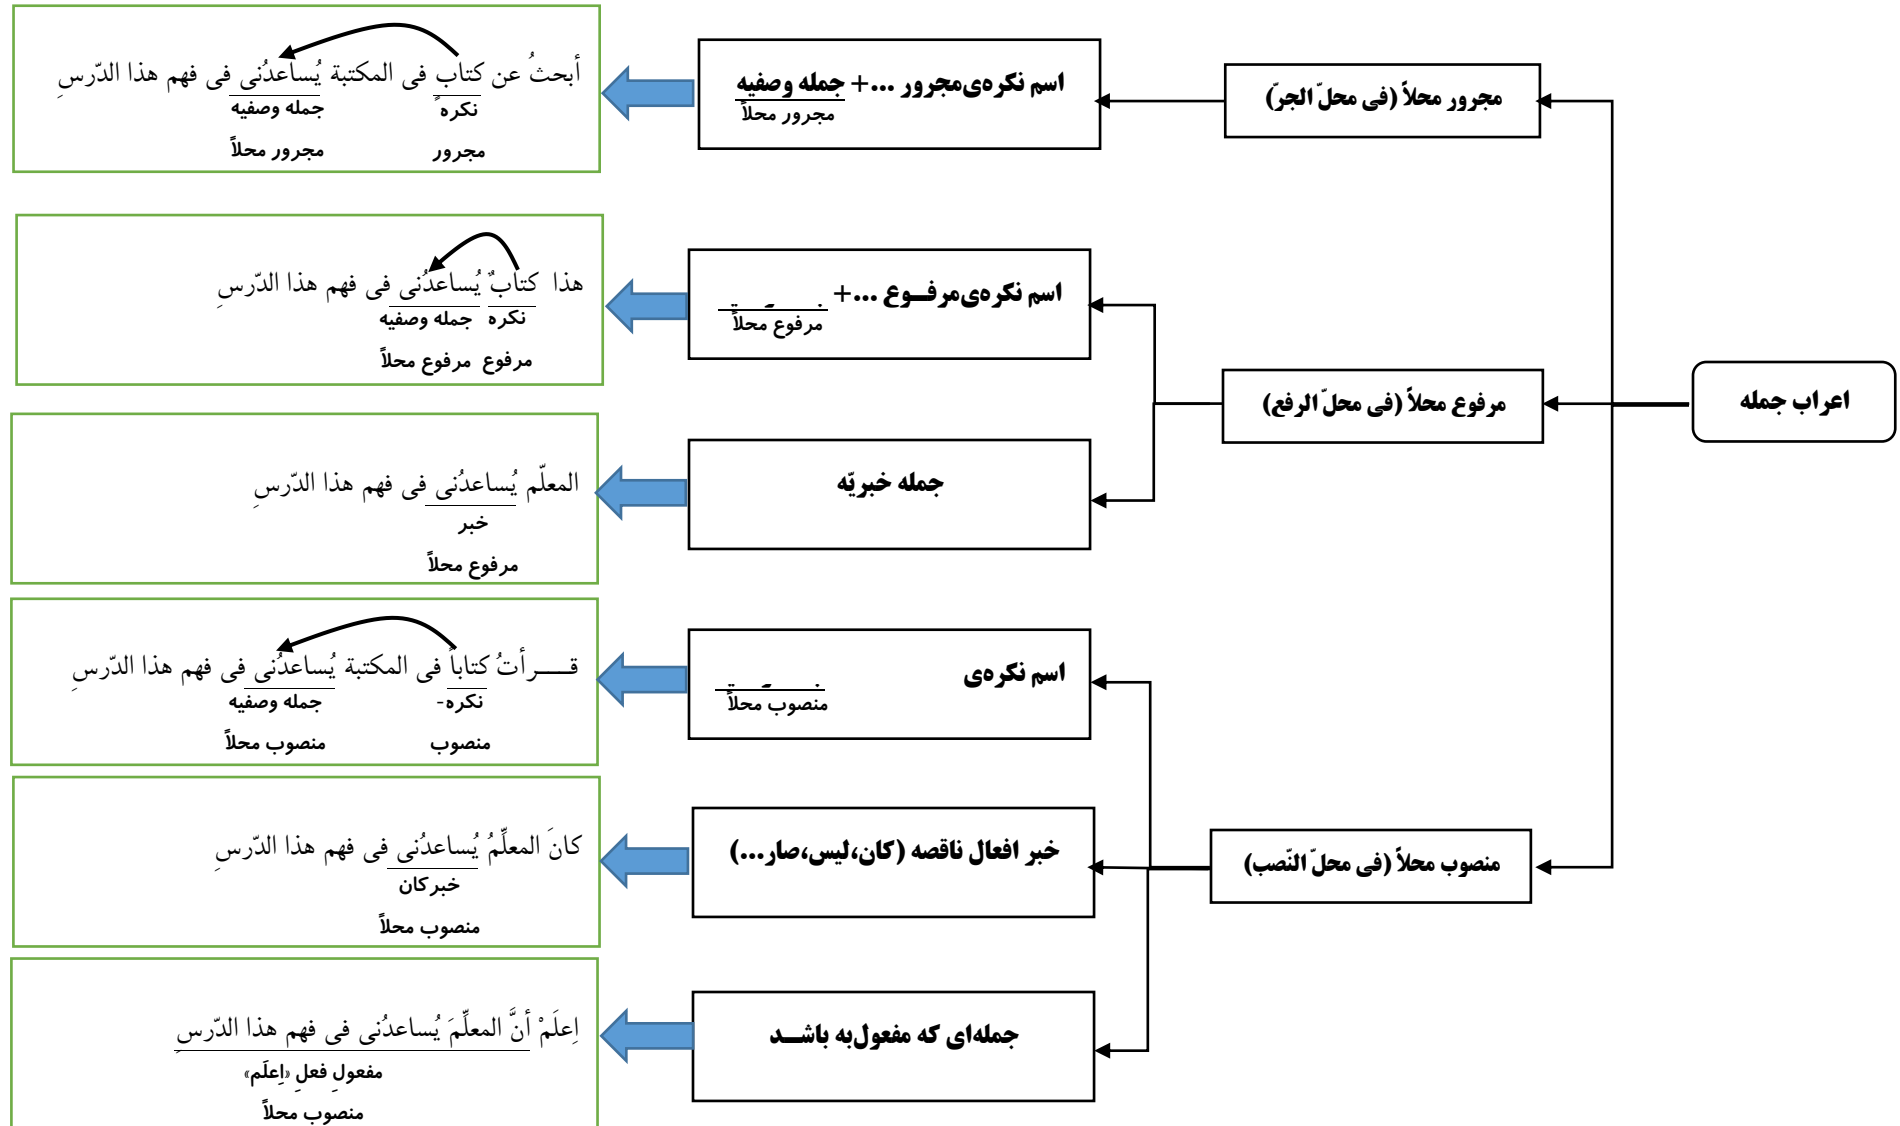 اعراب جمله
مجرور محلاً (فی محلّ الجرّ)
اسم نکره‌ی‌مجرور ...+ جمله وصفیه
مجرور محلاً
أبحثُ عن کتابٍ فی المکتبة یُساعدُنی فی فهم هذا الدّرسِ
نکره جمله وصفیه
مجرور مجرور محلاً
مرفوع محلاً (فی محلّ الرفع)
اسم نکره‌ی‌مرفــوع ...+
مرفوع محلاً
هذا کتابٌ یُساعدُنی فی فهم هذا الدّرسِ
نکره جمله وصفیه
مرفوع مرفوع محلاً
جمله خبریّه
المعلّم یُساعدُنی فی فهم هذا الدّرسِ
خبر
مرفوع محلاً
منصوب محلاً (فی محلّ النّصب)
اسم نکره‌ی
منصوب محلاً
قــــرأتُ کتاباً فی المکتبة یُساعدُنی فی فهم هذا الدّرسِ
نکره- جمله وصفیه
منصوب منصوب محلاً
خبر افعال ناقصه (کان،لیس،صار...)
کانَ المعلِّمُ یُساعدُنی فی فهم هذا الدّرسِ
خبرکان
منصوب محلاً
جمله‌ای که مفعول‌به باشــد
اِعلَمْ أنَّ المعلِّمَ یُساعدُنی فی فهم هذا الدّرسِ
مفعولِ فعلِ «اِعلَم»
منصوب محلاً